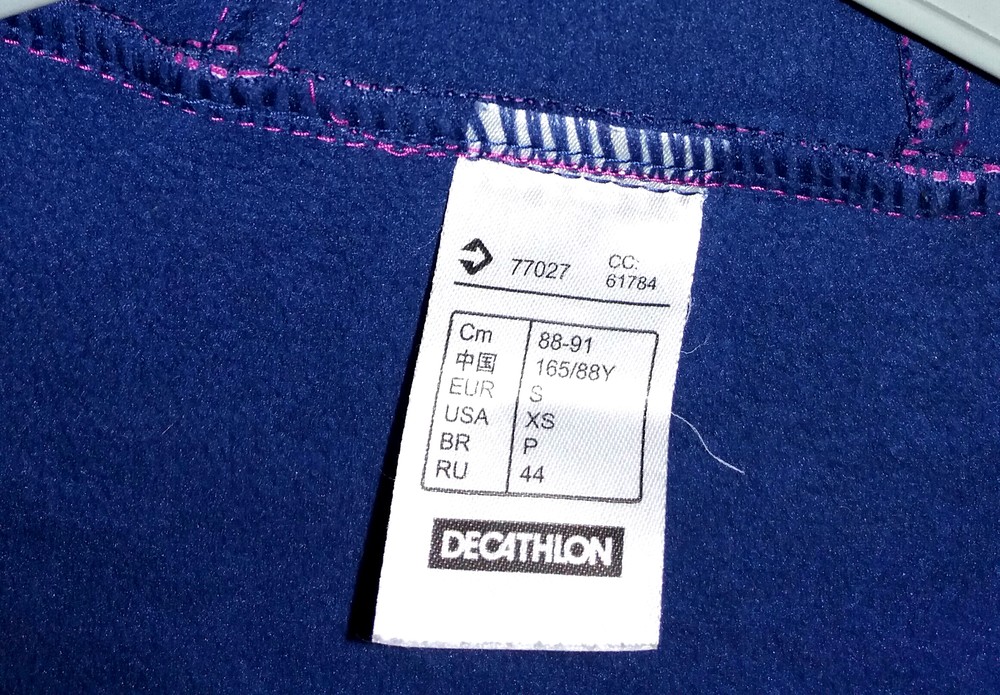 77027 CC:
61784
Cm 88-91
中国 165/88Y
EUR S
USA XS
BR P
RU 44
DECATHLON